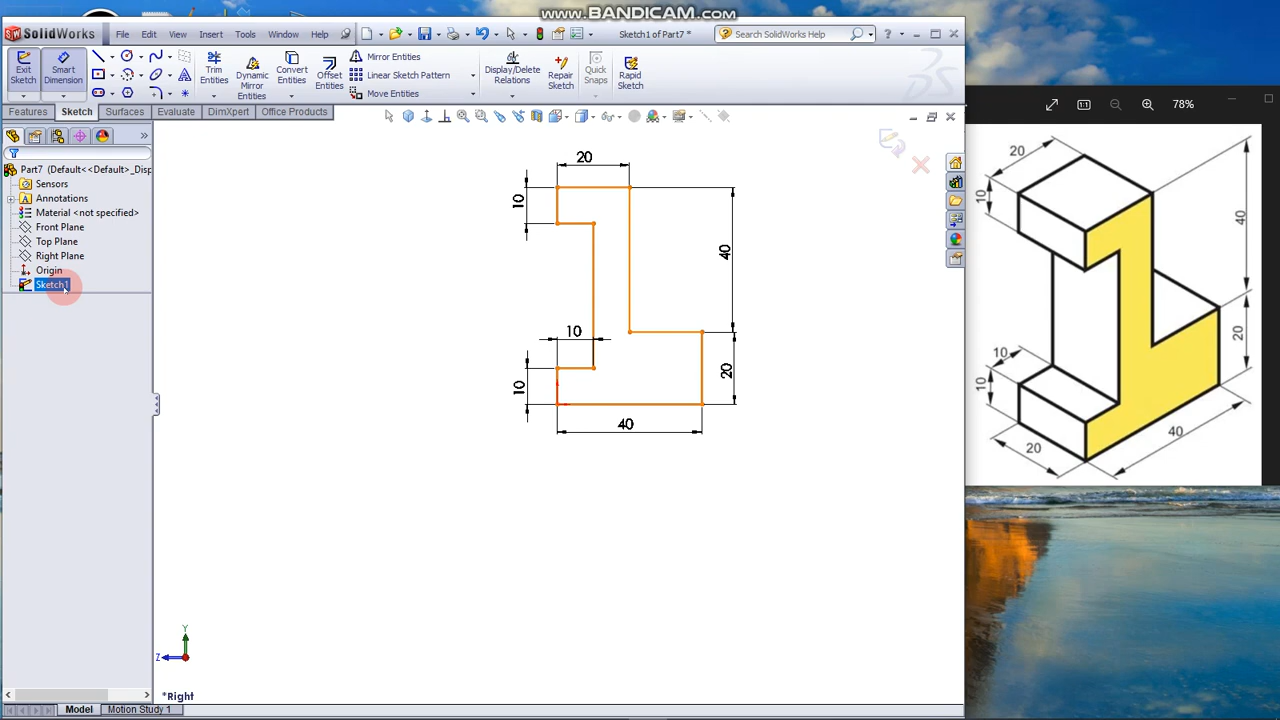 www.BANDICAM.com
SolidWorks File Edit View Insert Tools Window Help Sketch1 of Part7 * Search SolidWorks Help ?
Exit Sketch
Smart Dimension
Trim Entities
Dynamic Mirror Entities
Convert Entities
Offset Entities
Mirror Entities
Linear Sketch Pattern
Move Entities
Display/Delete Relations
Repair Sketch
Quick Snaps
Rapid Sketch
Features Sketch Surfaces Evaluate DimXpert Office Products
1:1 78%
Part7 (Default<<Default>_Disp
Sensors
Annotations
Material <not specified>
Front Plane
Top Plane
Right Plane
Origin
Sketch1
20
10
40
10
10
20
40
20
10
40
20
10
10
20
40
Y
Z
*Right
Model Motion Study 1